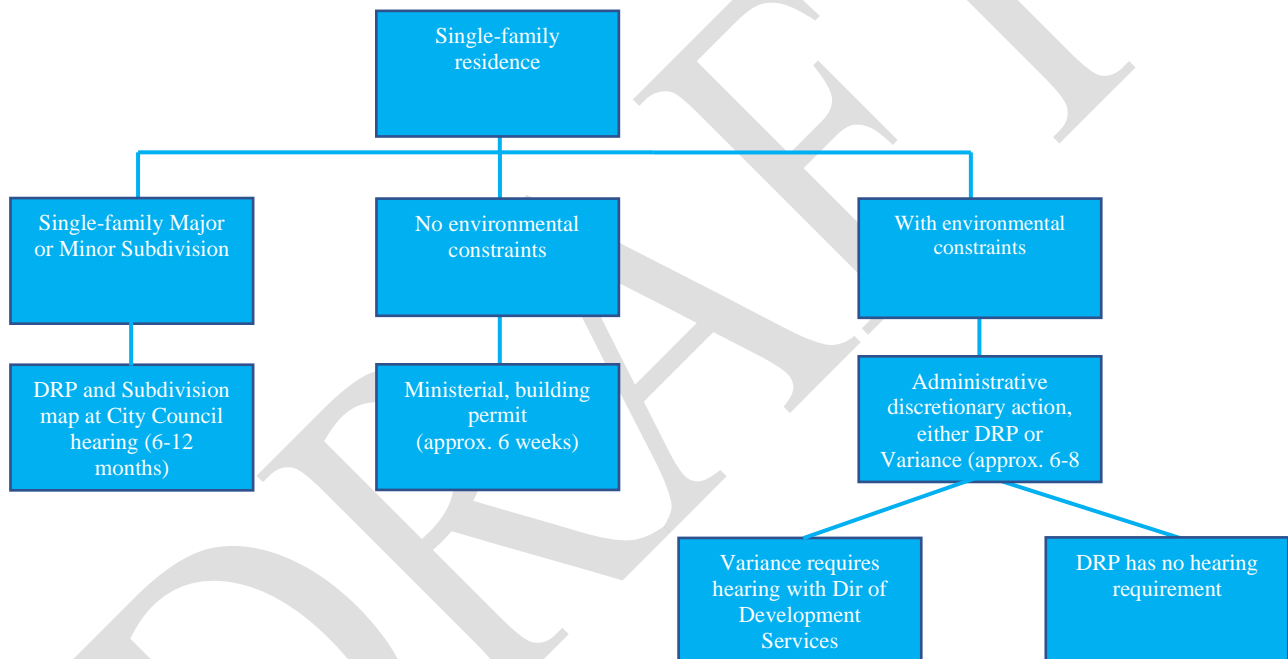 Single-family
residence
Single-family Major
or Minor Subdivision
No environmental
constraints
With environmental
constraints
DRP and Subdivision
map at City Council
hearing (6-12
months)
Ministerial, building
permit
(approx. 6 weeks)
Administrative
discretionary action,
either DRP or
Variance (approx. 6-8
Variance requires
hearing with Dir of
Development
Services
DRP has no hearing
requirement
DRAFT